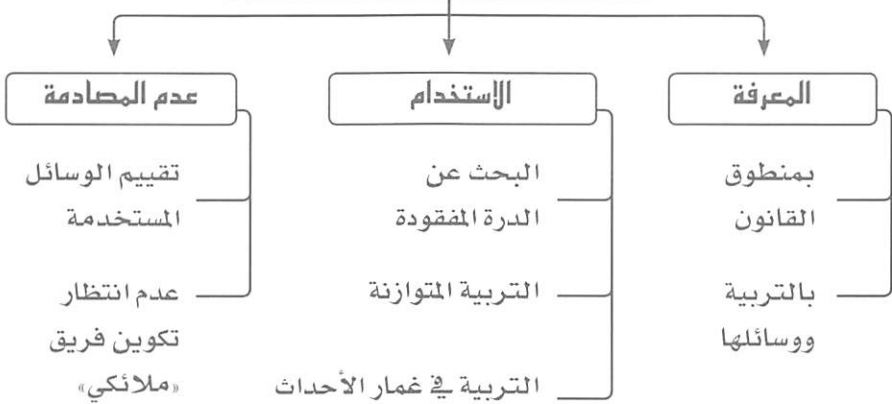 المعرفة
بمنطوق
القانون
بالتربية
ووسائلها
الاستخدام
البحث عن
الدرة المفقودة
التربية المتوازنة
التربية في غمار الأحداث
عدم المصادمة
تقييم الوسائل
المستخدمة
عدم انتظار
تكوين فريق
«ملائكي»